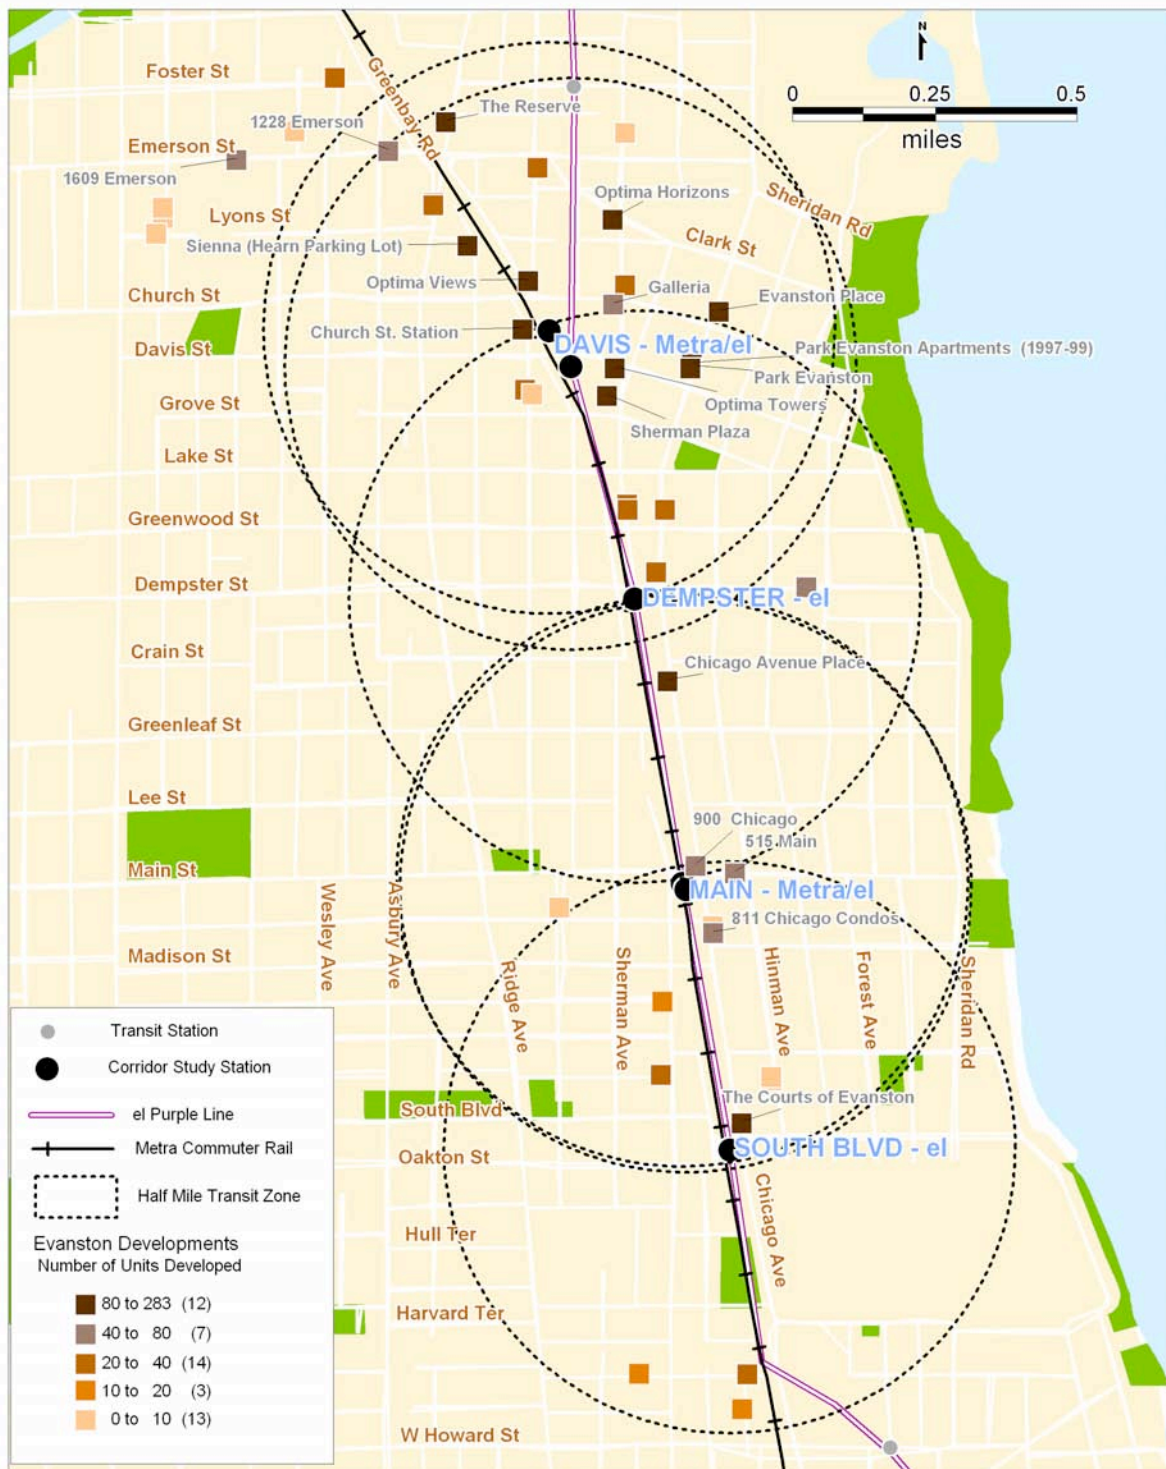 N
0 0.25 0.5
miles
Foster St
Greenbay Rd
The Reserve
1228 Emerson
Emerson St
1609 Emerson
Optima Horizons
Sheridan Rd
Lyons St
Clark St
Sienna (Hearn Parking Lot)
Optima Views
Galleria
Evanston Place
Church St
Church St. Station
DAVIS - Metra/el
Davis St
Park Evanston Apartments (1997-99)
Park Evanston
Grove St
Optima Towers
Sherman Plaza
Lake St
Greenwood St
Dempster St
DEMPSTER - el
Crain St
Chicago Avenue Place
Greenleaf St
Lee St
900 Chicago
515 Main
Main St
MAIN - Metra/el
Wesley Ave
Asbury Ave
811 Chicago Condos
Madison St
Ridge Ave
Sherman Ave
Hinman Ave
Forest Ave
Sheridan Rd
The Courts of Evanston
South Blvd
SOUTH BLVD - el
Oakton St
Chicago Ave
Hull Ter
Harvard Ter
W Howard St
Transit Station
Corridor Study Station
el Purple Line
Metra Commuter Rail
Half Mile Transit Zone
Evanston Developments
Number of Units Developed
80 to 283 (12)
40 to 80 (7)
20 to 40 (14)
10 to 20 (3)
0 to 10 (13)